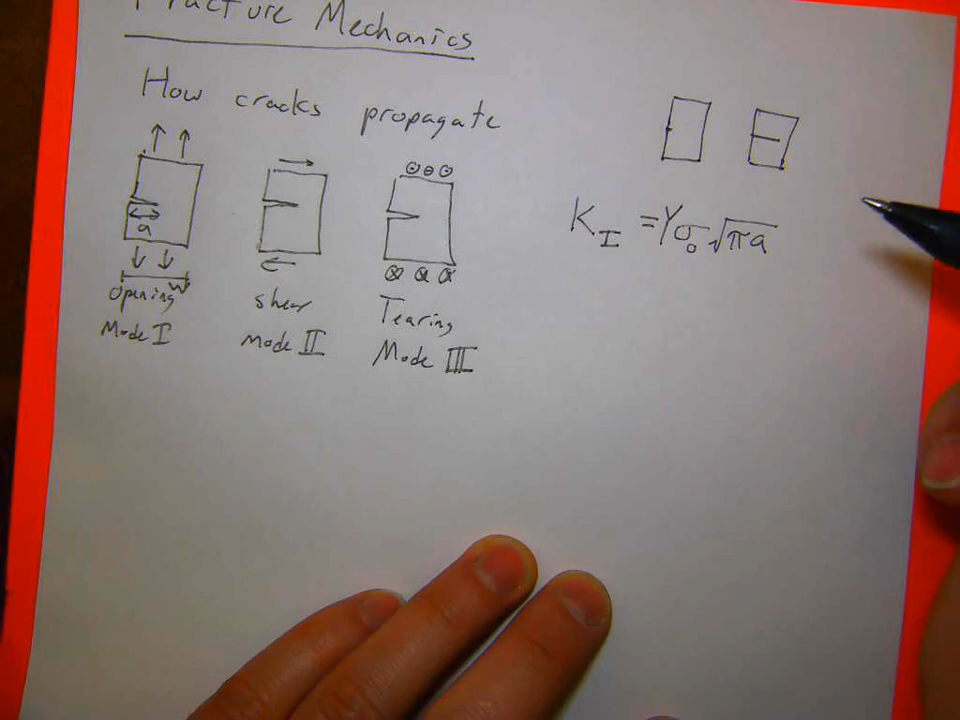 Fracture Mechanics
How cracks propagate
a
w
opening
Mode I
shear
mode II
Tearing
Mode III
K_I = Yσ₀√πa